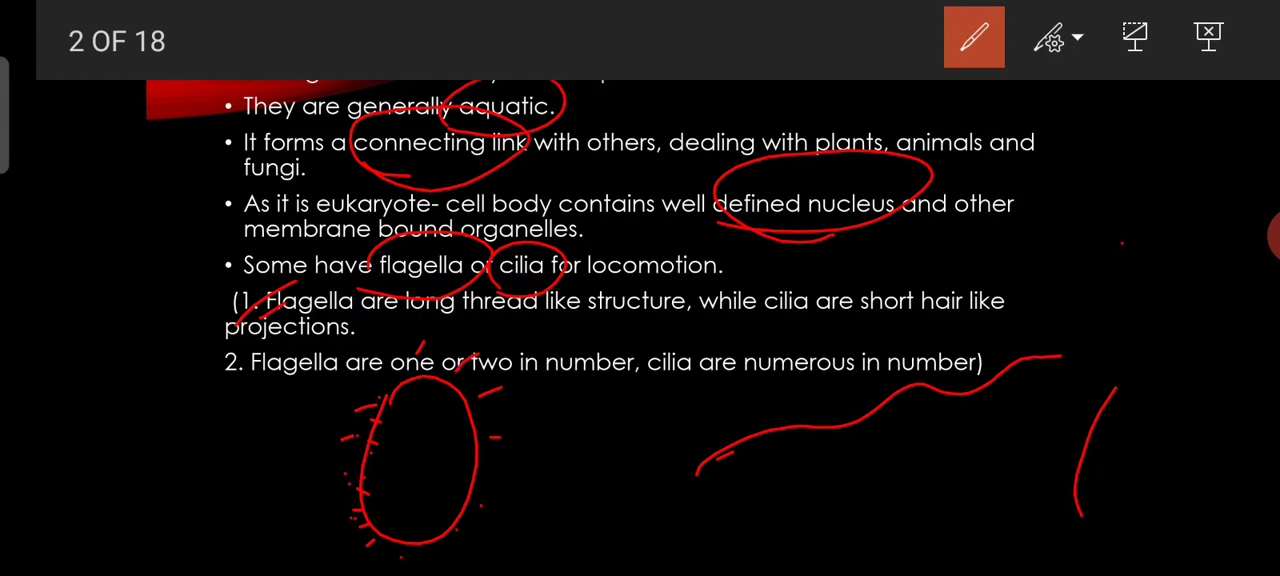 2 OF 18
• They are generally aquatic.
• It forms a connecting link with others, dealing with plants, animals and
fungi.
• As it is eukaryote- cell body contains well defined nucleus and other
membrane bound organelles.
• Some have flagella or cilia for locomotion.
(1. Flagella are long thread like structure, while cilia are short hair like
projections.
2. Flagella are one or two in number, cilia are numerous in number)